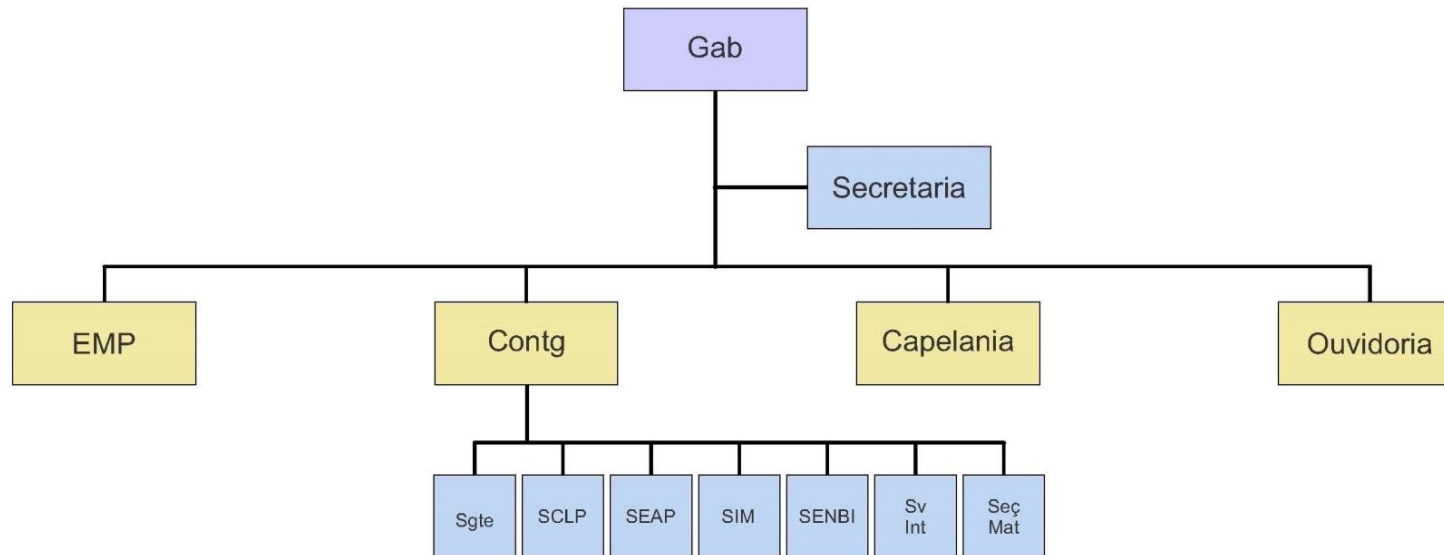 Gab
Secretaria
EMP
Contg
Capelania
Ouvidoria
Sgte
SCLP
SEAP
SIM
SENBI
Sv
Int
Seç
Mat